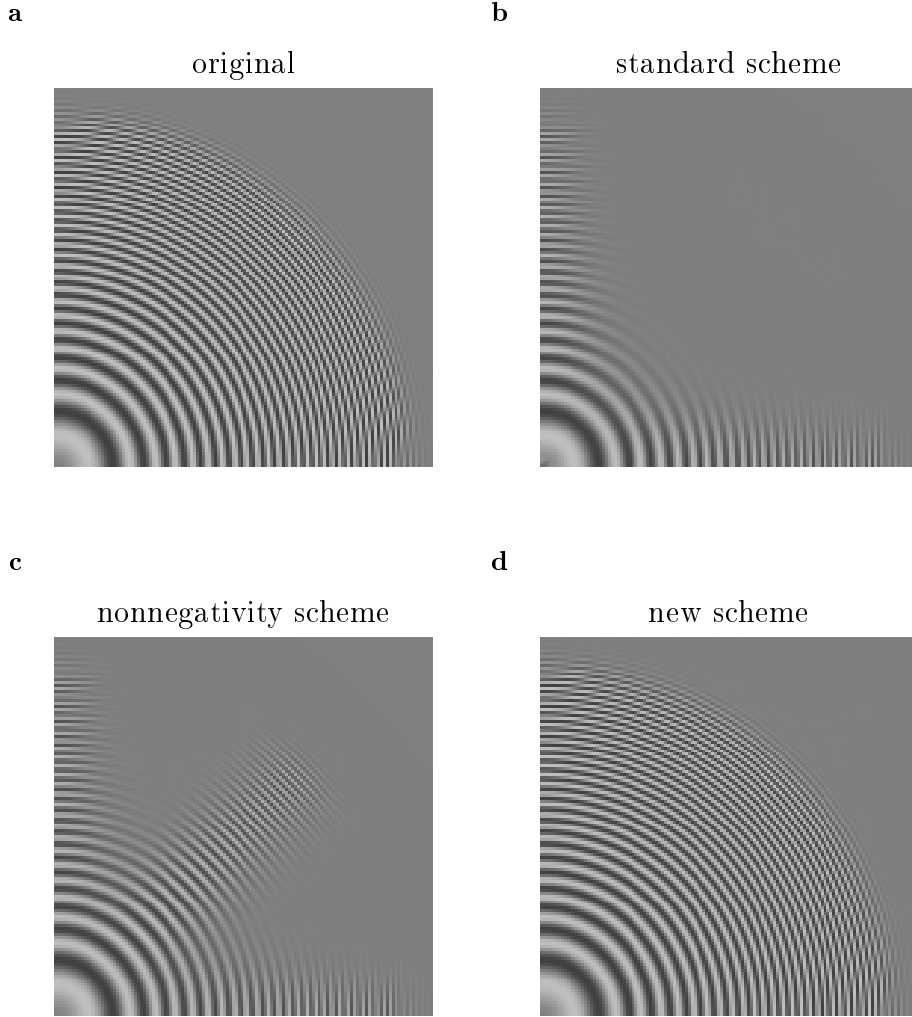 a
original
b
standard scheme
c
nonnegativity scheme
d
new scheme